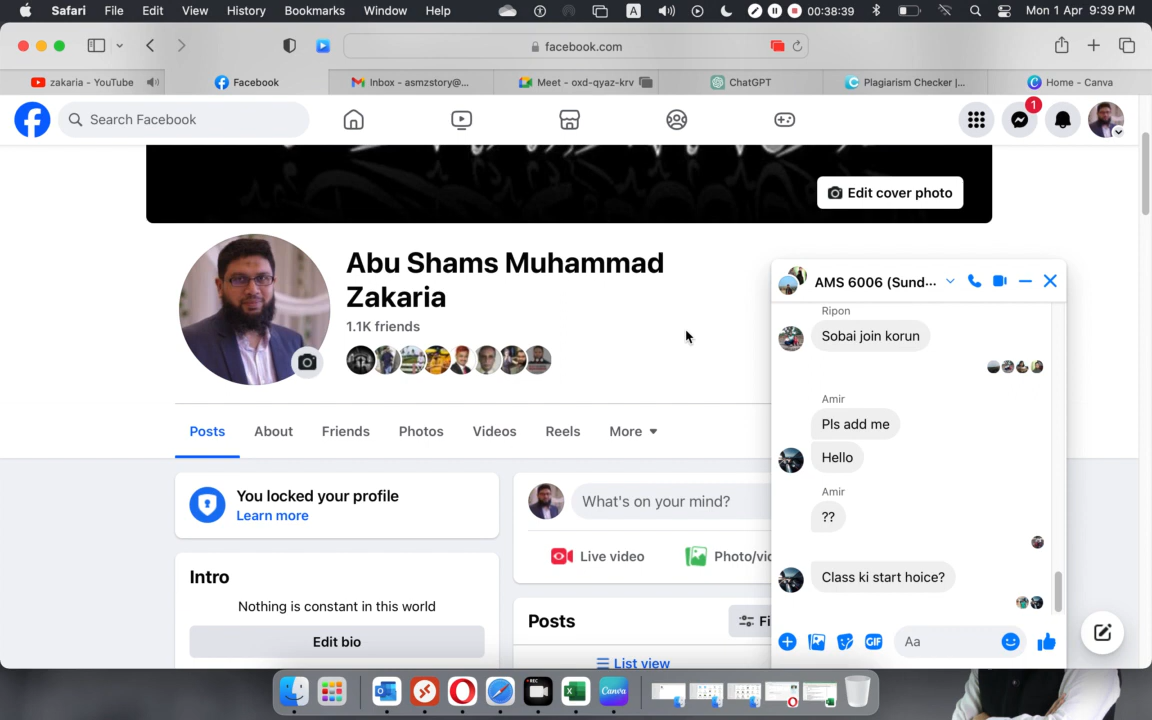 Safari File Edit View History Bookmarks Window Help A 00:38:39 Mon 1 Apr 9:39 PM
facebook.com
zakaria - YouTube Facebook Inbox - asmzstory@... Meet - oxd-qyaz-krv ChatGPT Plagiarism Checker |... Home - Canva
Search Facebook 1
Edit cover photo
Abu Shams Muhammad
Zakaria
1.1K friends
Posts About Friends Photos Videos Reels More
You locked your profile
Learn more
Intro
Nothing is constant in this world
Edit bio
What's on your mind?
Live video Photo/vid
Posts Fi
List view
AMS 6006 (Sund...
Ripon
Sobai join korun
Amir
Pls add me
Hello
Amir
??
Class ki start hoice?
GIF Aa
REC
Canva